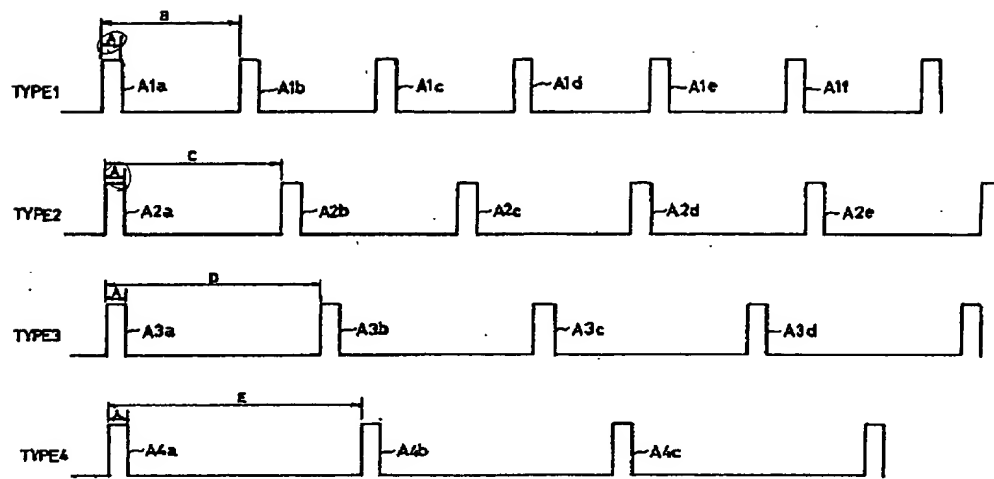 B
A
TYPE1 A1a A1b A1c A1d A1e A1f
C
A
TYPE2 A2a A2b A2c A2d A2e
D
A
TYPE3 A3a A3b A3c A3d
E
A
TYPE4 A4a A4b A4c